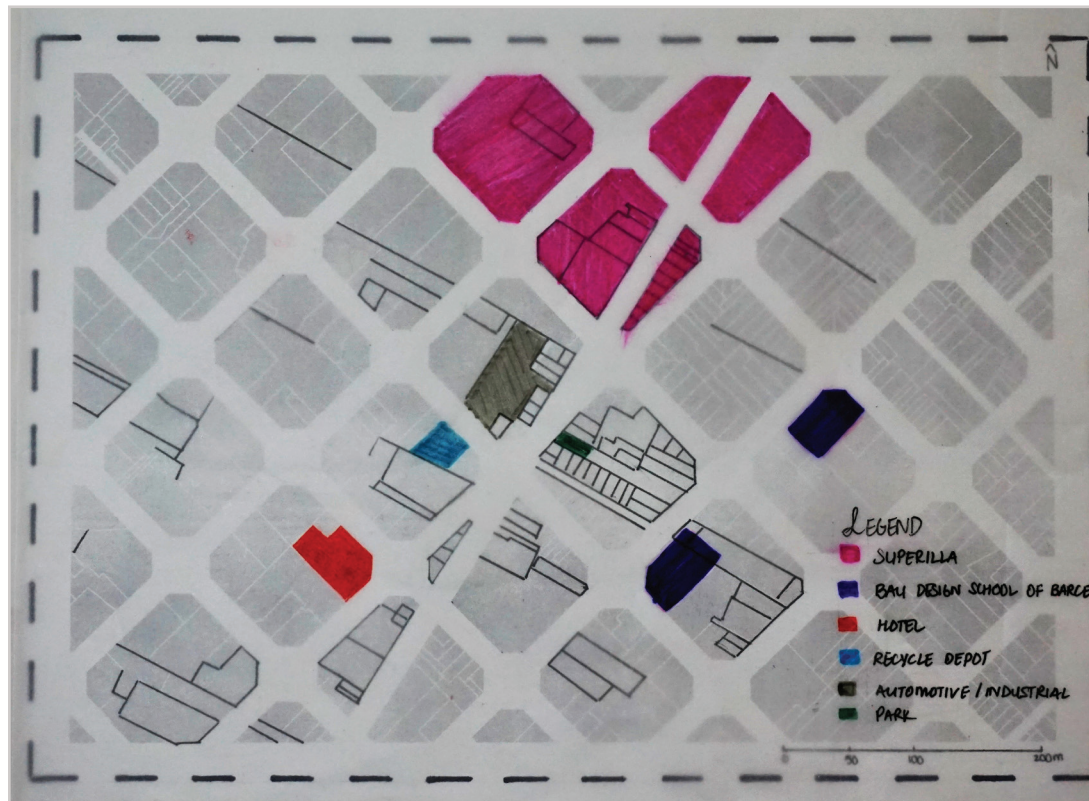 N
LEGEND
SUPERILLA
BAU DESIGN SCHOOL OF BARCE
HOTEL
RECYCLE DEPOT
AUTOMOTIVE / INDUSTRIAL
PARK
0 50 100 200m